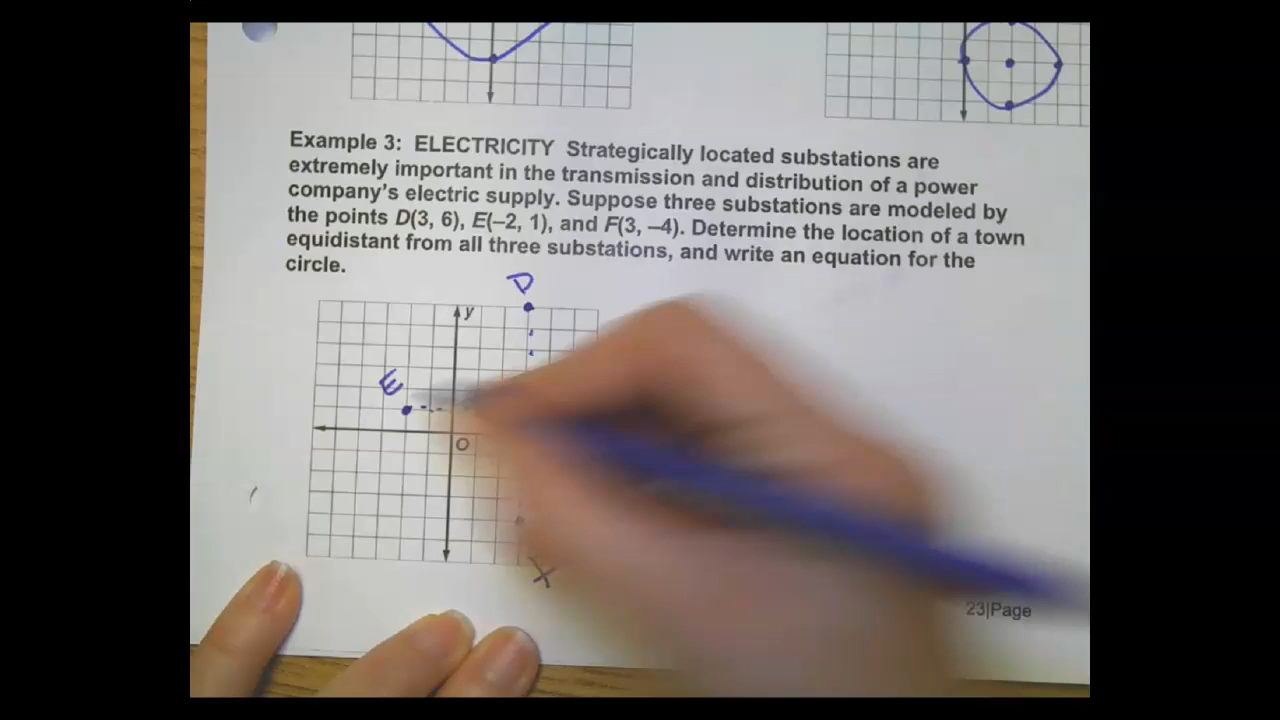 Example 3: ELECTRICITY Strategically located substations are
extremely important in the transmission and distribution of a power
company's electric supply. Suppose three substations are modeled by
the points D(3, 6), E(–2, 1), and F(3, –4). Determine the location of a town
equidistant from all three substations, and write an equation for the
circle.
D
y
E
O
23|Page